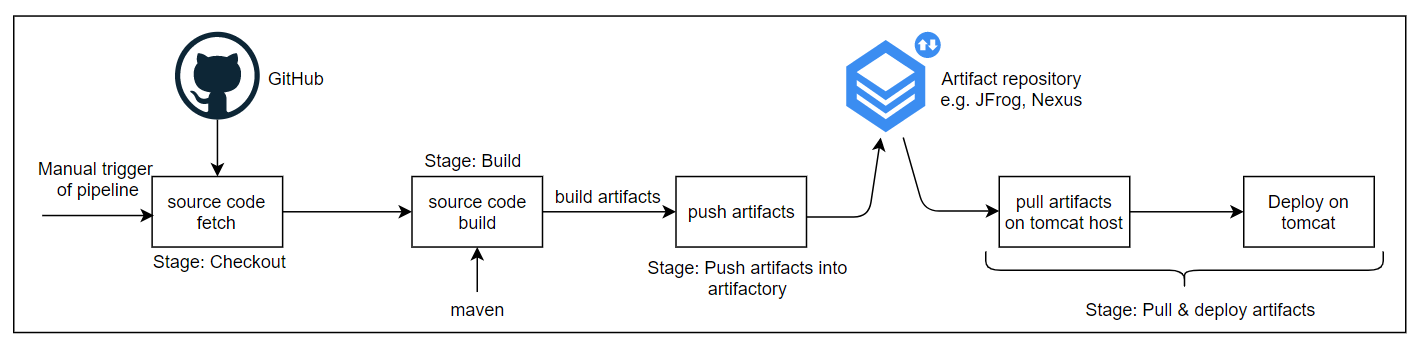 GitHub
Artifact repository
e.g. JFrog, Nexus
Manual trigger
of pipeline
source code
fetch
Stage: Checkout
Stage: Build
source code
build
maven
build artifacts
push artifacts
Stage: Push artifacts into
artifactory
pull artifacts
on tomcat host
Deploy on
tomcat
Stage: Pull & deploy artifacts